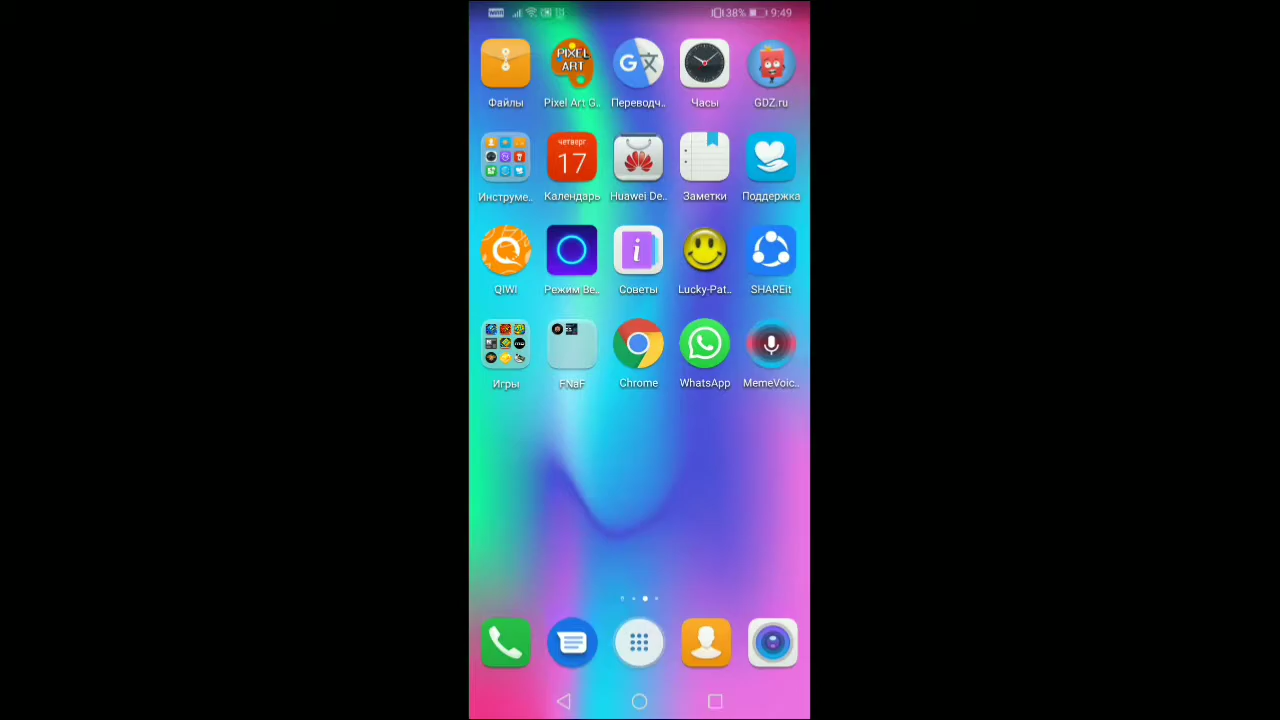 38% 9:49
PIXEL
ART
Файлы Pixel Art G.. Переводч.. Часы GDZ.ru
четверг
17
Инструме.. Календарь Huawei De.. Заметки Поддержка
QIWI Режим Ве.. Советы Lucky-Pat.. SHAREit
Игры FNaF Chrome WhatsApp MemeVoic..